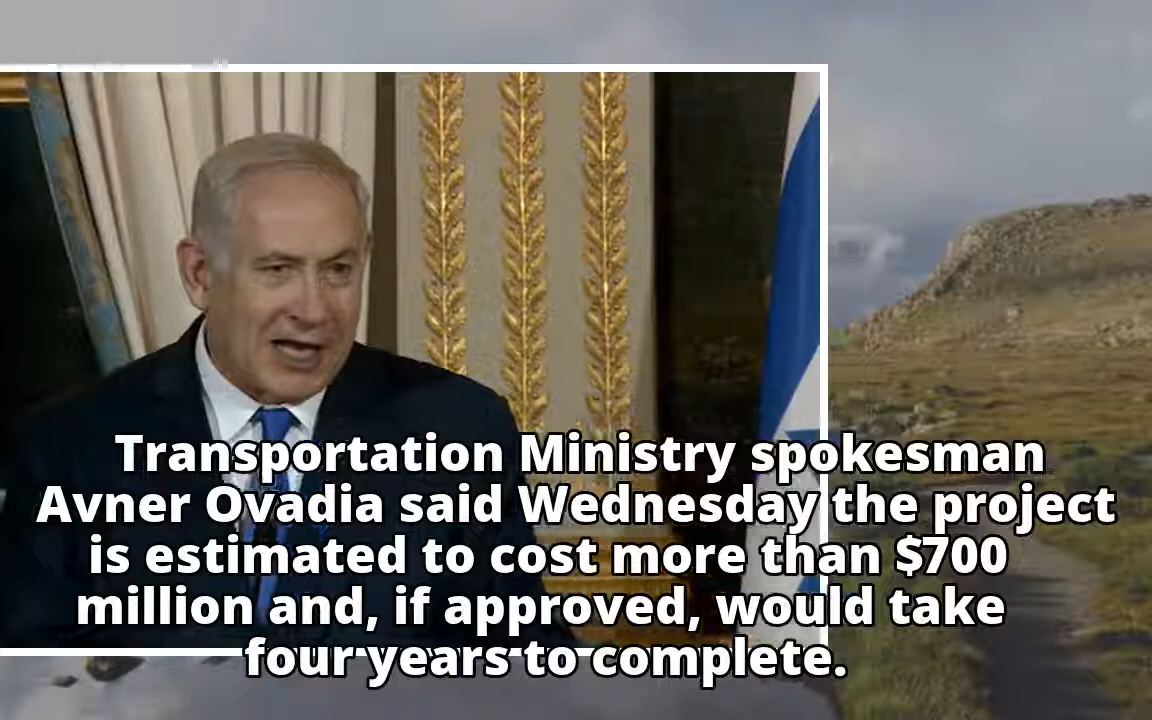 Transportation Ministry spokesman
Avner Ovadia said Wednesday the project
is estimated to cost more than $700
million and, if approved, would take
four years to complete.